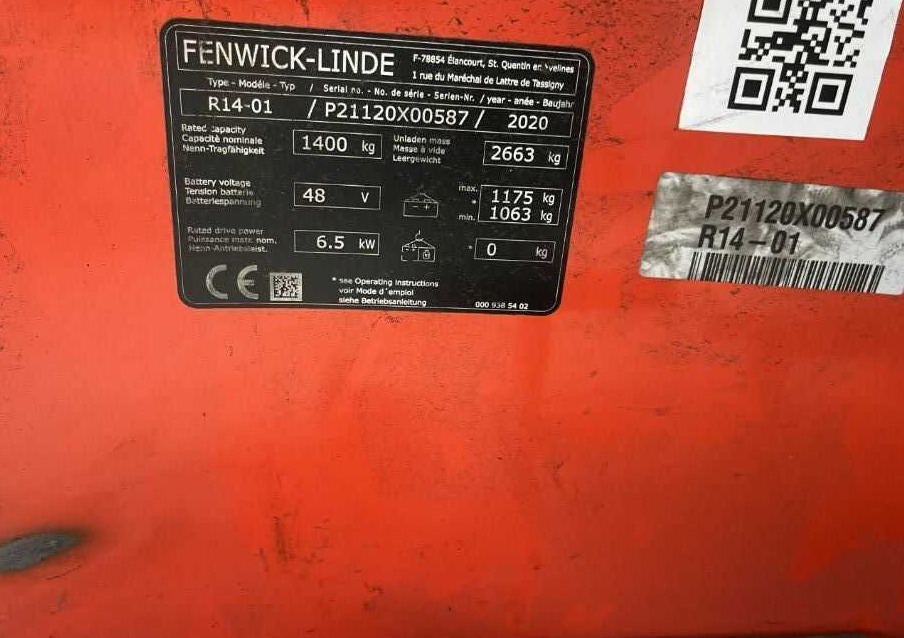 FENWICK-LINDE
F-78854 Élancourt, St. Quentin en Yvelines
1 rue du Maréchal de Lattre de Tassigny
Type - Modèle - Typ / Serial no. - No. de série - Serien-Nr. / year - année - Baujahr
R14-01 / P21120X00587 / 2020
Rated capacity
Capacité nominale
Nenn-Tragfähigkeit
1400 kg
Unladen mass
Masse à vide
Leergewicht
2663 kg
Battery voltage
Tension batterie
Batteriespannung
48 V
max. 1175 kg
*
min. 1063 kg
Rated drive power
Puissance motr. nom.
Nenn-Antriebsleist.
6.5 kW
* 0 kg
CE
* see Operating Instructions
voir Mode d'emploi
siehe Betriebsanleitung
000 938 54 02
P21120X00587
R14-01